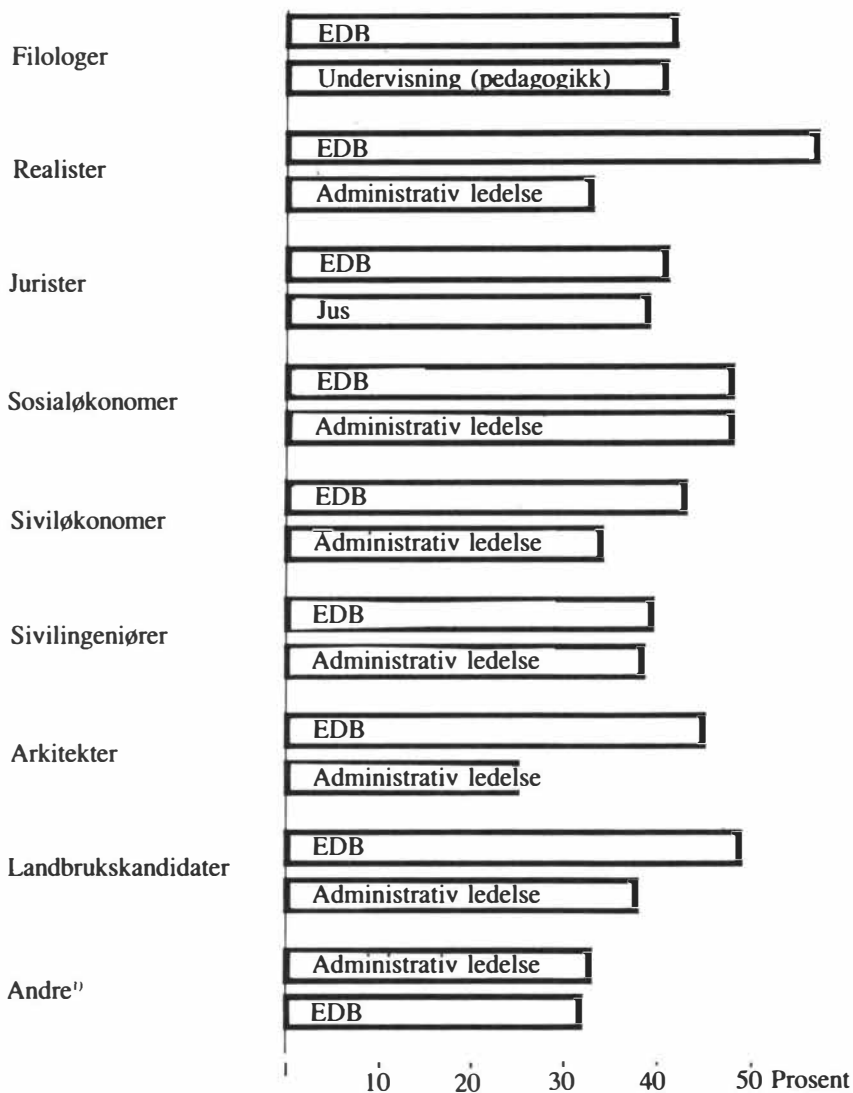 Filologer
EDB
Undervisning (pedagogikk)
Realister
EDB
Administrativ ledelse
Jurister
EDB
Jus
Sosialøkonomer
EDB
Administrativ ledelse
Siviløkonomer
EDB
Administrativ ledelse
Sivilingeniører
EDB
Administrativ ledelse
Arkitekter
EDB
Administrativ ledelse
Landbrukskandidater
EDB
Administrativ ledelse
Andre¹⁾
Administrativ ledelse
EDB
10 20 30 40 50 Prosent